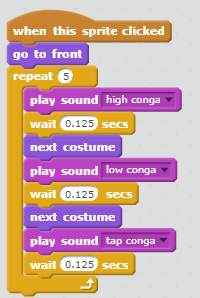 when this sprite clicked
go to front
repeat 5
play sound high conga
wait 0.125 secs
next costume
play sound low conga
wait 0.125 secs
next costume
play sound tap conga
wait 0.125 secs